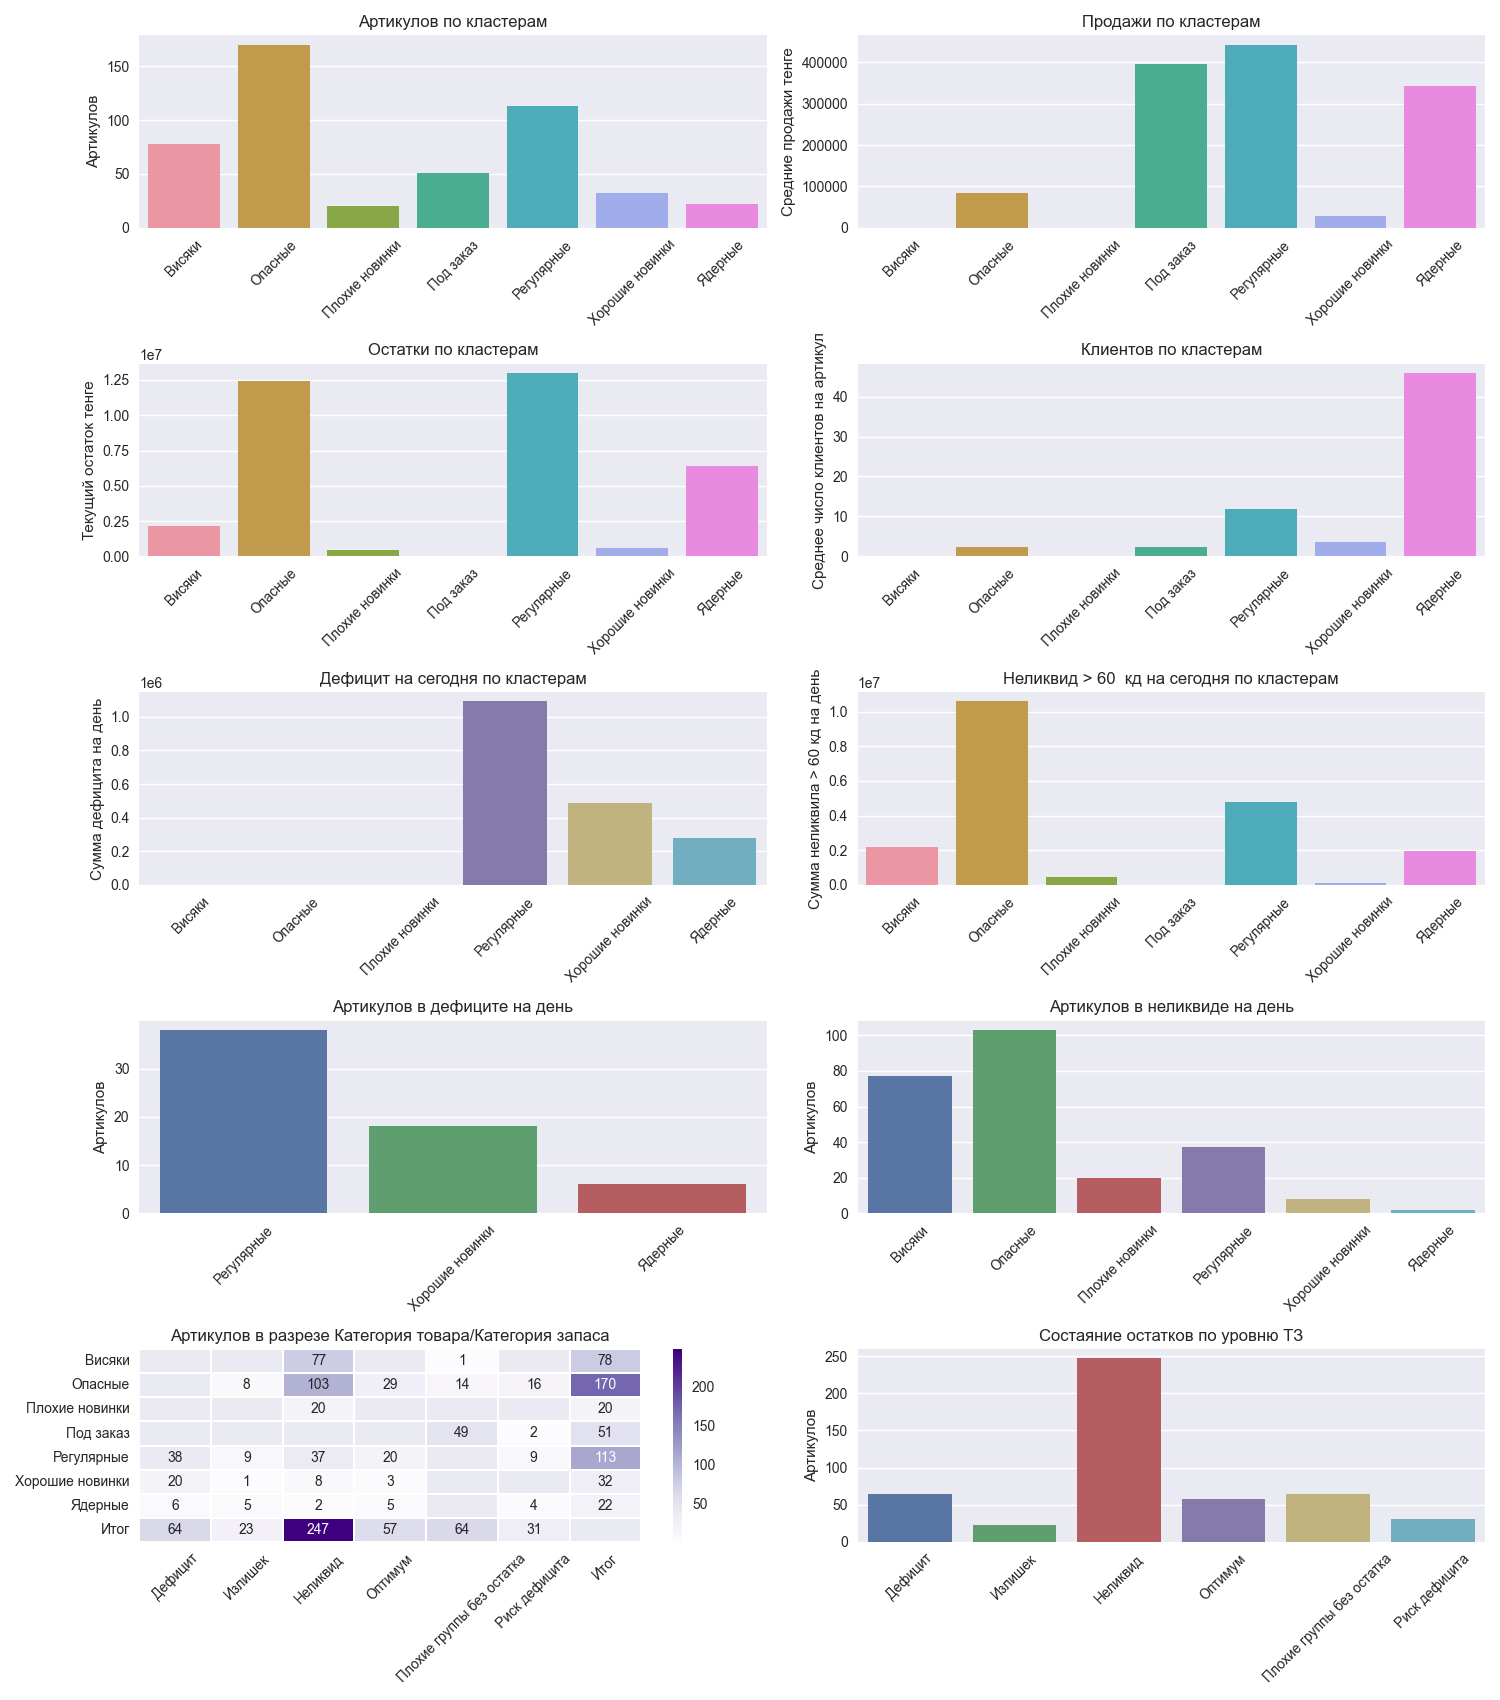 Артикулов по кластерам
Артикулов
150
100
50
0
Висяки
Опасные
Плохие новинки
Под заказ
Регулярные
Хорошие новинки
Ядерные
Продажи по кластерам
Средние продажи тенге
400000
300000
200000
100000
0
Висяки
Опасные
Плохие новинки
Под заказ
Регулярные
Хорошие новинки
Ядерные
Остатки по кластерам
1e7
Текущий остаток тенге
1.25
1.00
0.75
0.50
0.25
0.00
Висяки
Опасные
Плохие новинки
Под заказ
Регулярные
Хорошие новинки
Ядерные
Клиентов по кластерам
Среднее число клиентов на артикул
40
30
20
10
0
Висяки
Опасные
Плохие новинки
Под заказ
Регулярные
Хорошие новинки
Ядерные
Дефицит на сегодня по кластерам
1e6
Сумма дефицита на день
1.0
0.8
0.6
0.4
0.2
0.0
Висяки
Опасные
Плохие новинки
Регулярные
Хорошие новинки
Ядерные
Неликвид > 60 кд на сегодня по кластерам
1e7
Сумма неликвила > 60 кд на день
1.0
0.8
0.6
0.4
0.2
0.0
Висяки
Опасные
Плохие новинки
Под заказ
Регулярные
Хорошие новинки
Ядерные
Артикулов в дефиците на день
Артикулов
30
20
10
0
Регулярные
Хорошие новинки
Ядерные
Артикулов в неликвиде на день
Артикулов
100
80
60
40
20
0
Висяки
Опасные
Плохие новинки
Регулярные
Хорошие новинки
Ядерные
Артикулов в разрезе Категория товара/Категория запаса
Висяки 77 1 78
Опасные 8 103 29 14 16 170
Плохие новинки 20 20
Под заказ 49 2 51
Регулярные 38 9 37 20 9 113
Хорошие новинки 20 1 8 3 32
Ядерные 6 5 2 5 4 22
Итог 64 23 247 57 64 31
Дефицит
Излишек
Неликвид
Оптимум
Плохие группы без остатка
Риск дефицита
Итог
200
150
100
50
Состаяние остатков по уровню ТЗ
Артикулов
250
200
150
100
50
0
Дефицит
Излишек
Неликвид
Оптимум
Плохие группы без остатка
Риск дефицита